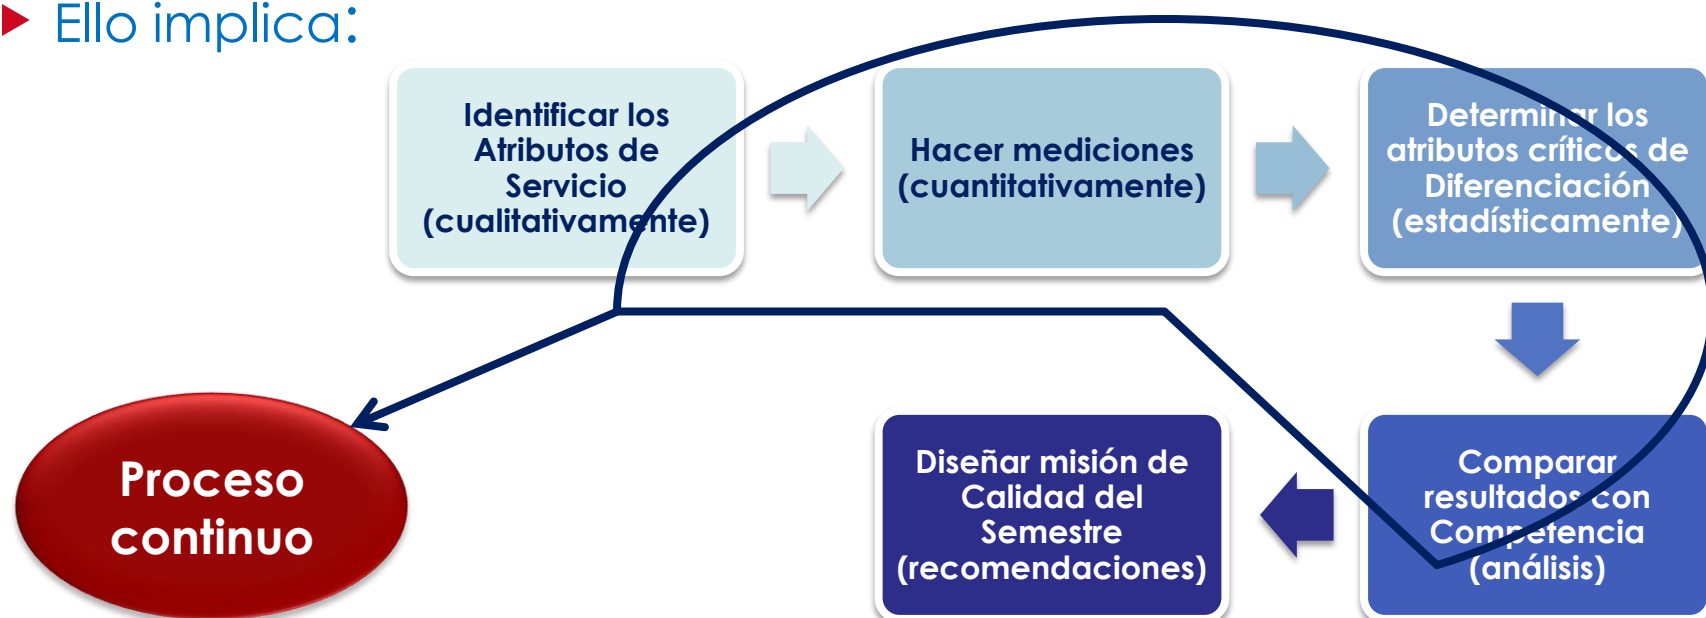 Ello implica:
Identificar los
Atributos de
Servicio
(cualitativamente)
Hacer mediciones
(cuantitativamente)
Determinar los
atributos críticos de
Diferenciación
(estadísticamente)
Comparar
resultados con
Competencia
(análisis)
Diseñar misión de
Calidad del
Semestre
(recomendaciones)
Proceso
continuo